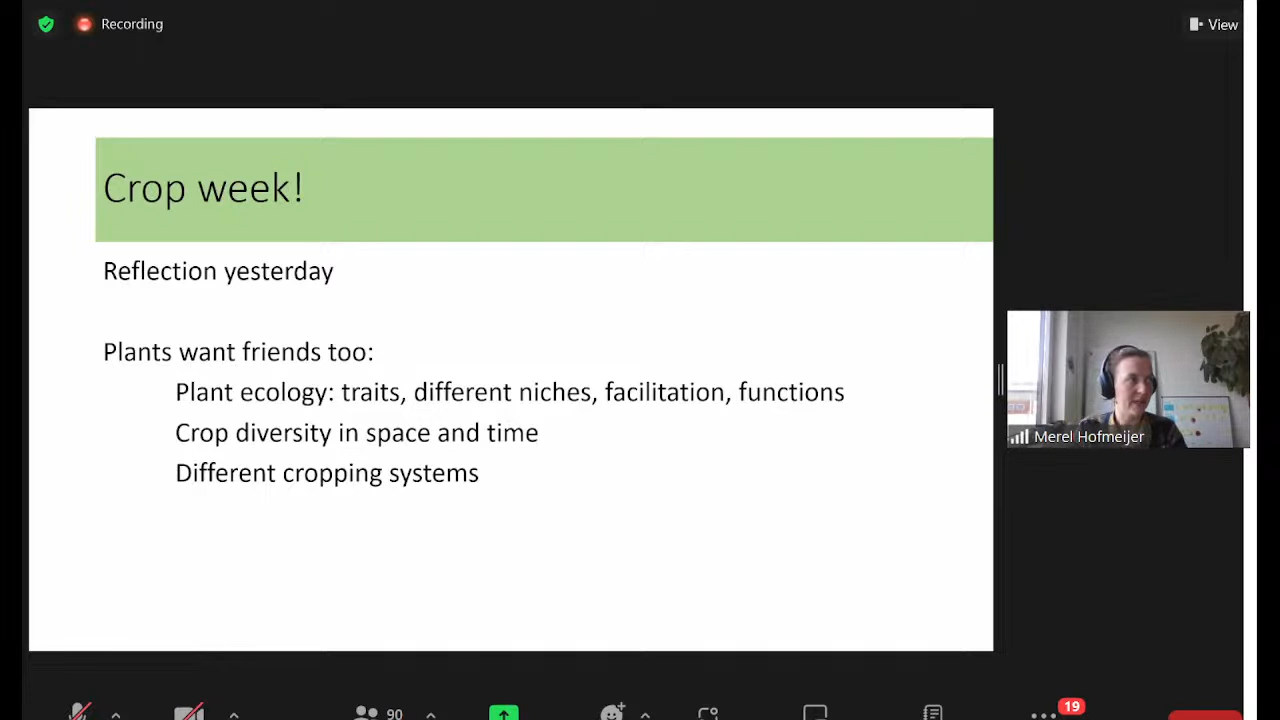 Recording
View
Crop week!
Reflection yesterday
Plants want friends too:
Plant ecology: traits, different niches, facilitation, functions
Crop diversity in space and time
Different cropping systems
Merel Hofmeijer
90
19